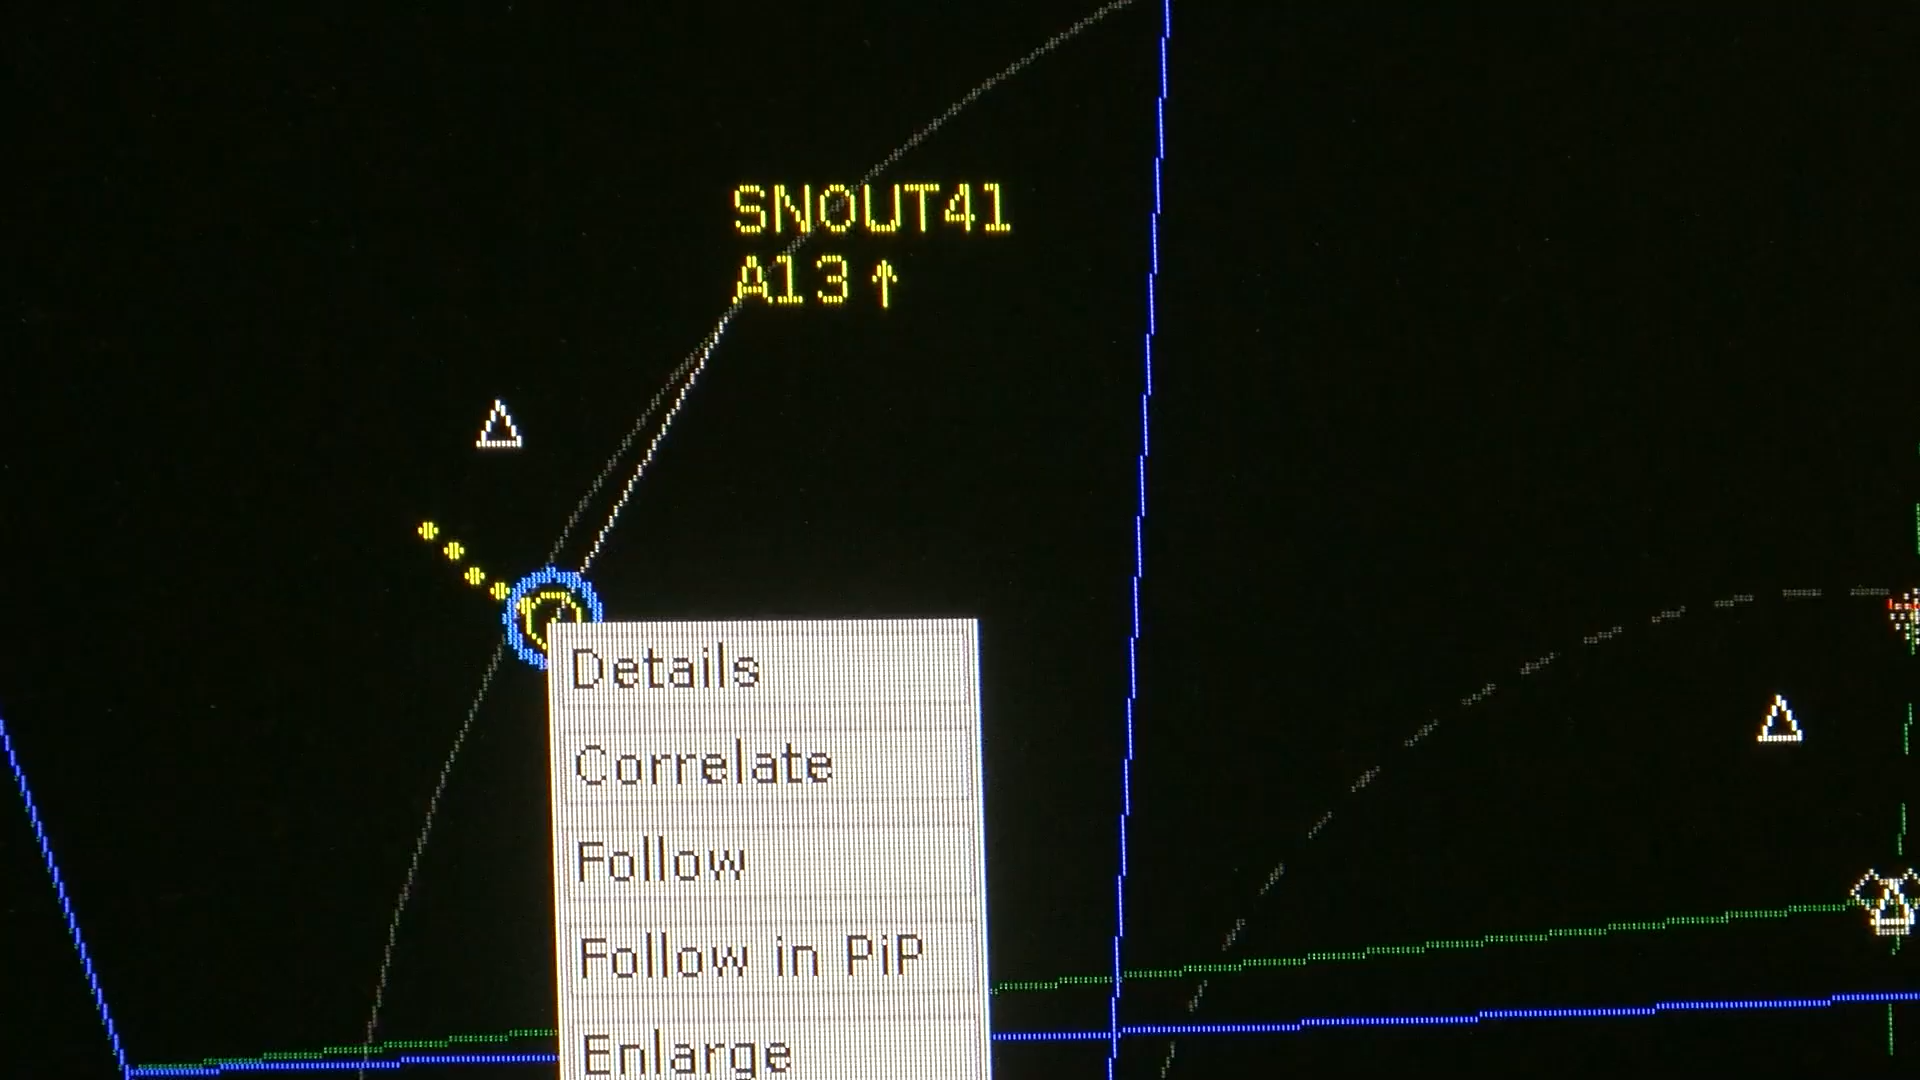 SNOUT41
A13↑
Details
Correlate
Follow
Follow in PiP
Enlarge